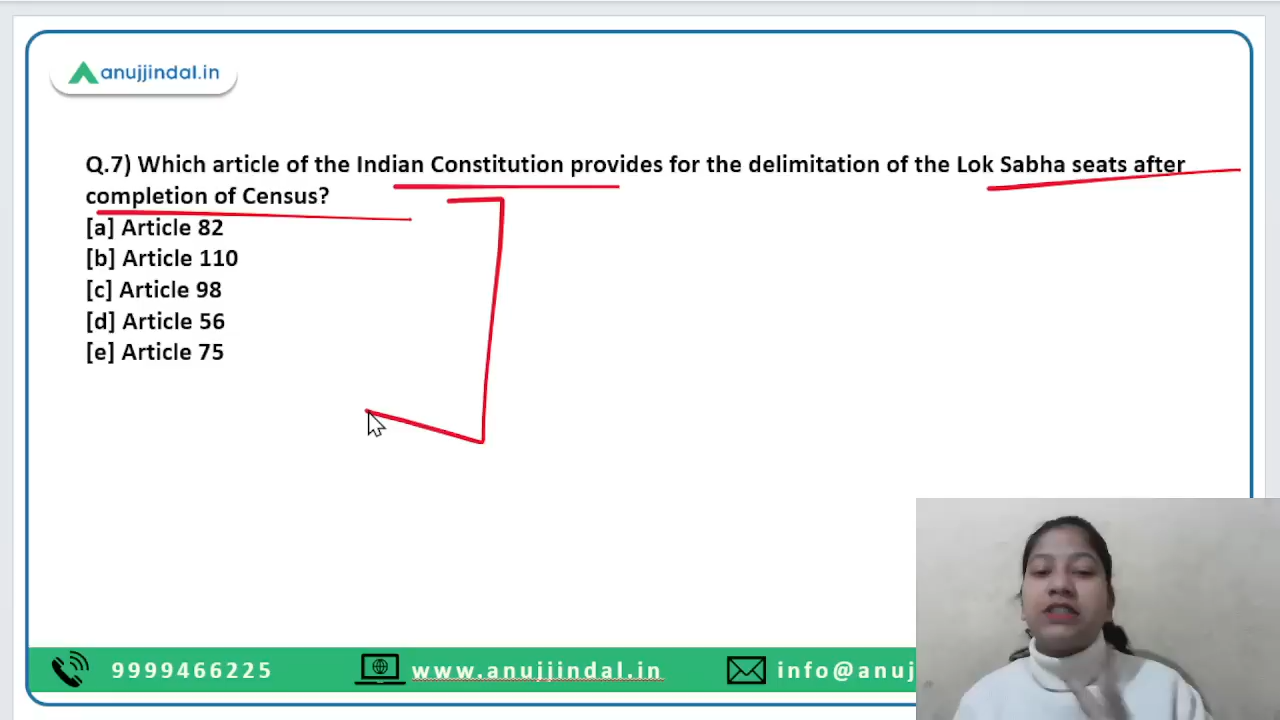 anujjindal.in
Q.7) Which article of the Indian Constitution provides for the delimitation of the Lok Sabha seats after
completion of Census?
[a] Article 82
[b] Article 110
[c] Article 98
[d] Article 56
[e] Article 75
9999466225 www.anujjindal.in info@anuj